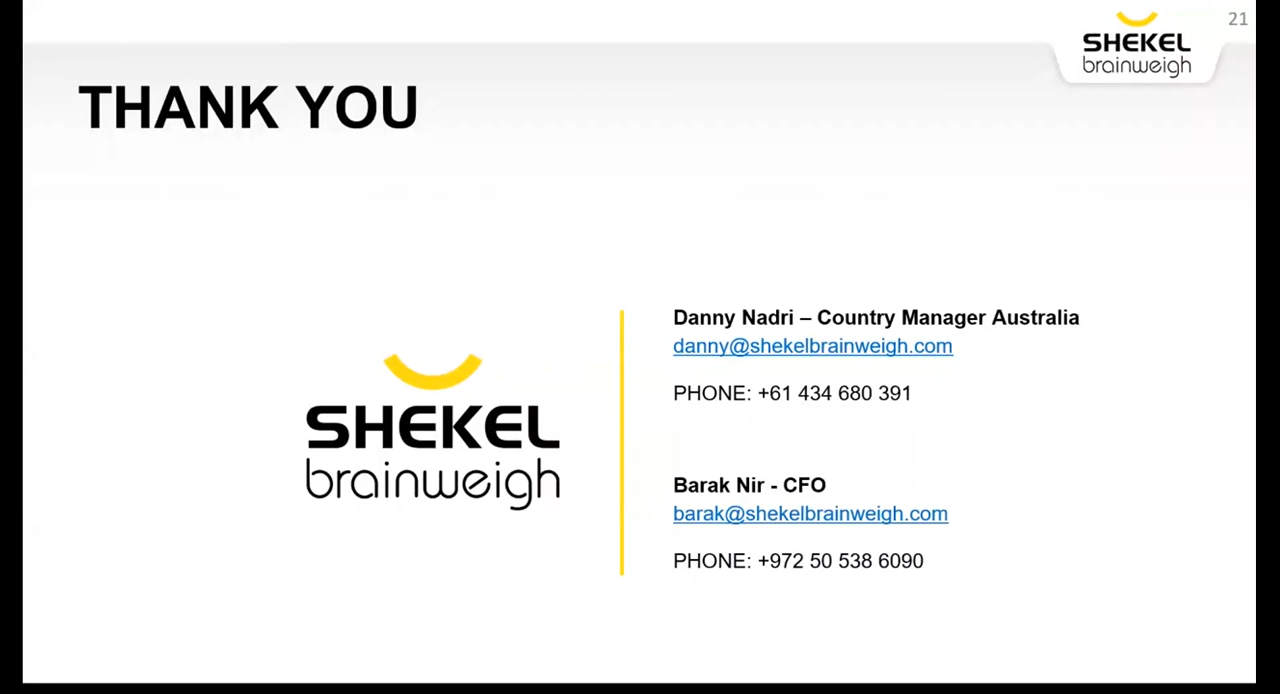 21
SHEKEL
brainweigh
THANK YOU
SHEKEL
brainweigh
Danny Nadri – Country Manager Australia
danny@shekelbrainweigh.com
PHONE: +61 434 680 391
Barak Nir - CFO
barak@shekelbrainweigh.com
PHONE: +972 50 538 6090